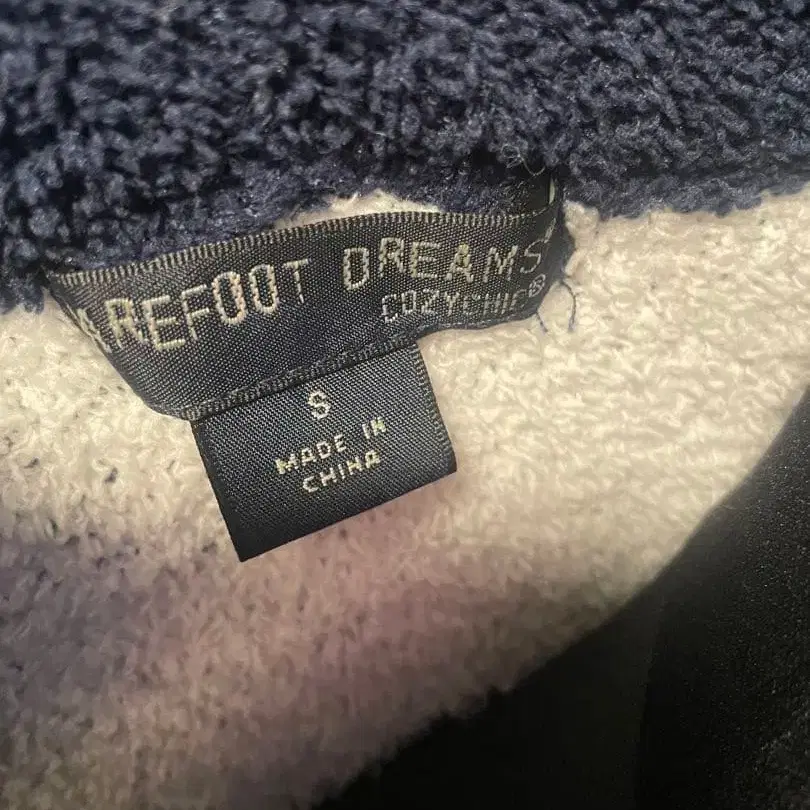 AREFOOT DREAMS
COZYCHIC®
S
MADE IN
CHINA